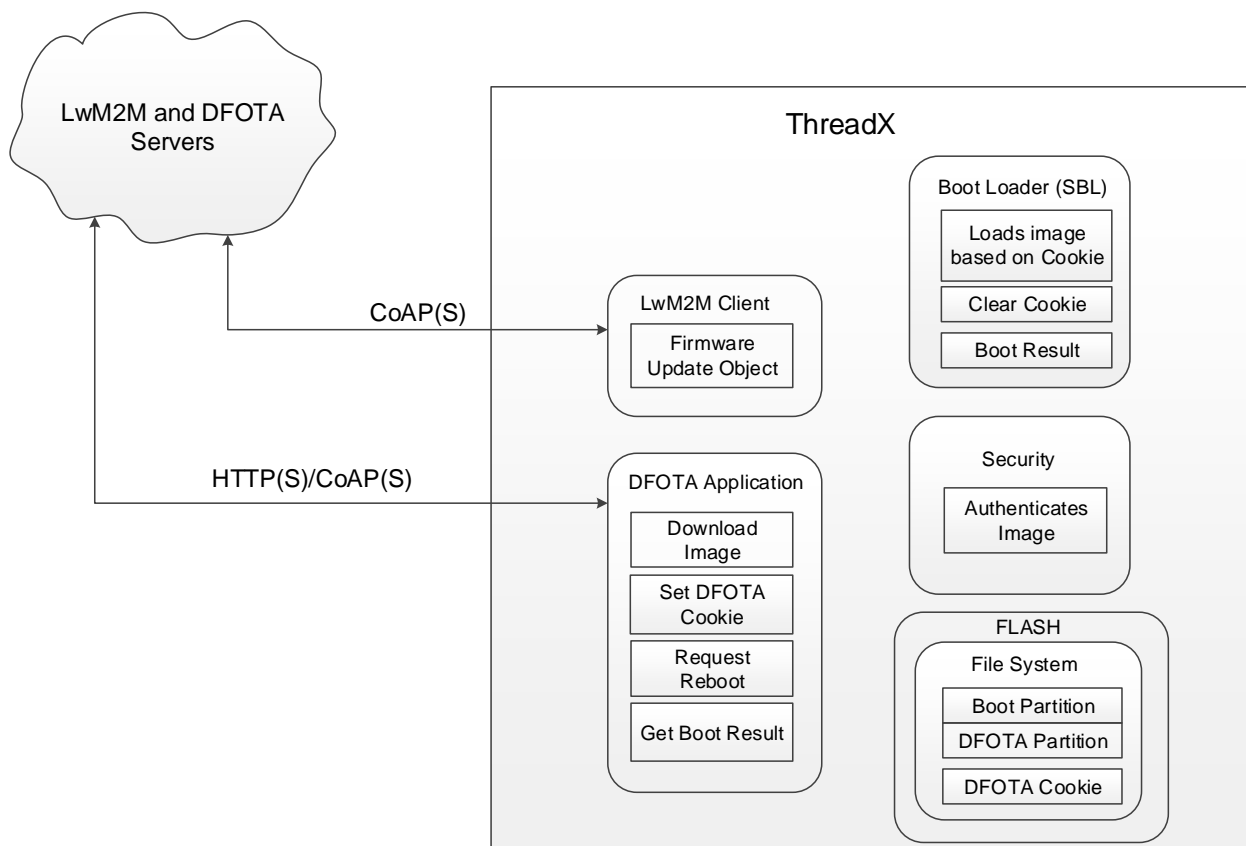 LwM2M and DFOTA
Servers
ThreadX
Boot Loader (SBL)
Loads image
based on Cookie
Clear Cookie
Boot Result
CoAP(S)
LwM2M Client
Firmware
Update Object
HTTP(S)/CoAP(S)
DFOTA Application
Download
Image
Set DFOTA
Cookie
Request
Reboot
Get Boot Result
Security
Authenticates
Image
FLASH
File System
Boot Partition
DFOTA Partition
DFOTA Cookie